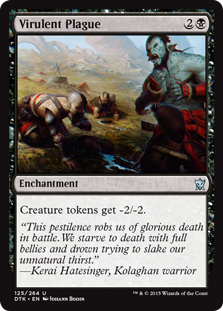 Virulent Plague 2
Enchantment
Creature tokens get -2/-2.
"This pestilence robs us of glorious death
in battle. We starve to death with full
bellies and drown trying to slake our
unnatural thirst."
—Kerai Hatesinger, Kolaghan warrior
125/264 U
DTK • EN Johann Bodin ™ & © 2015 Wizards of the Coast